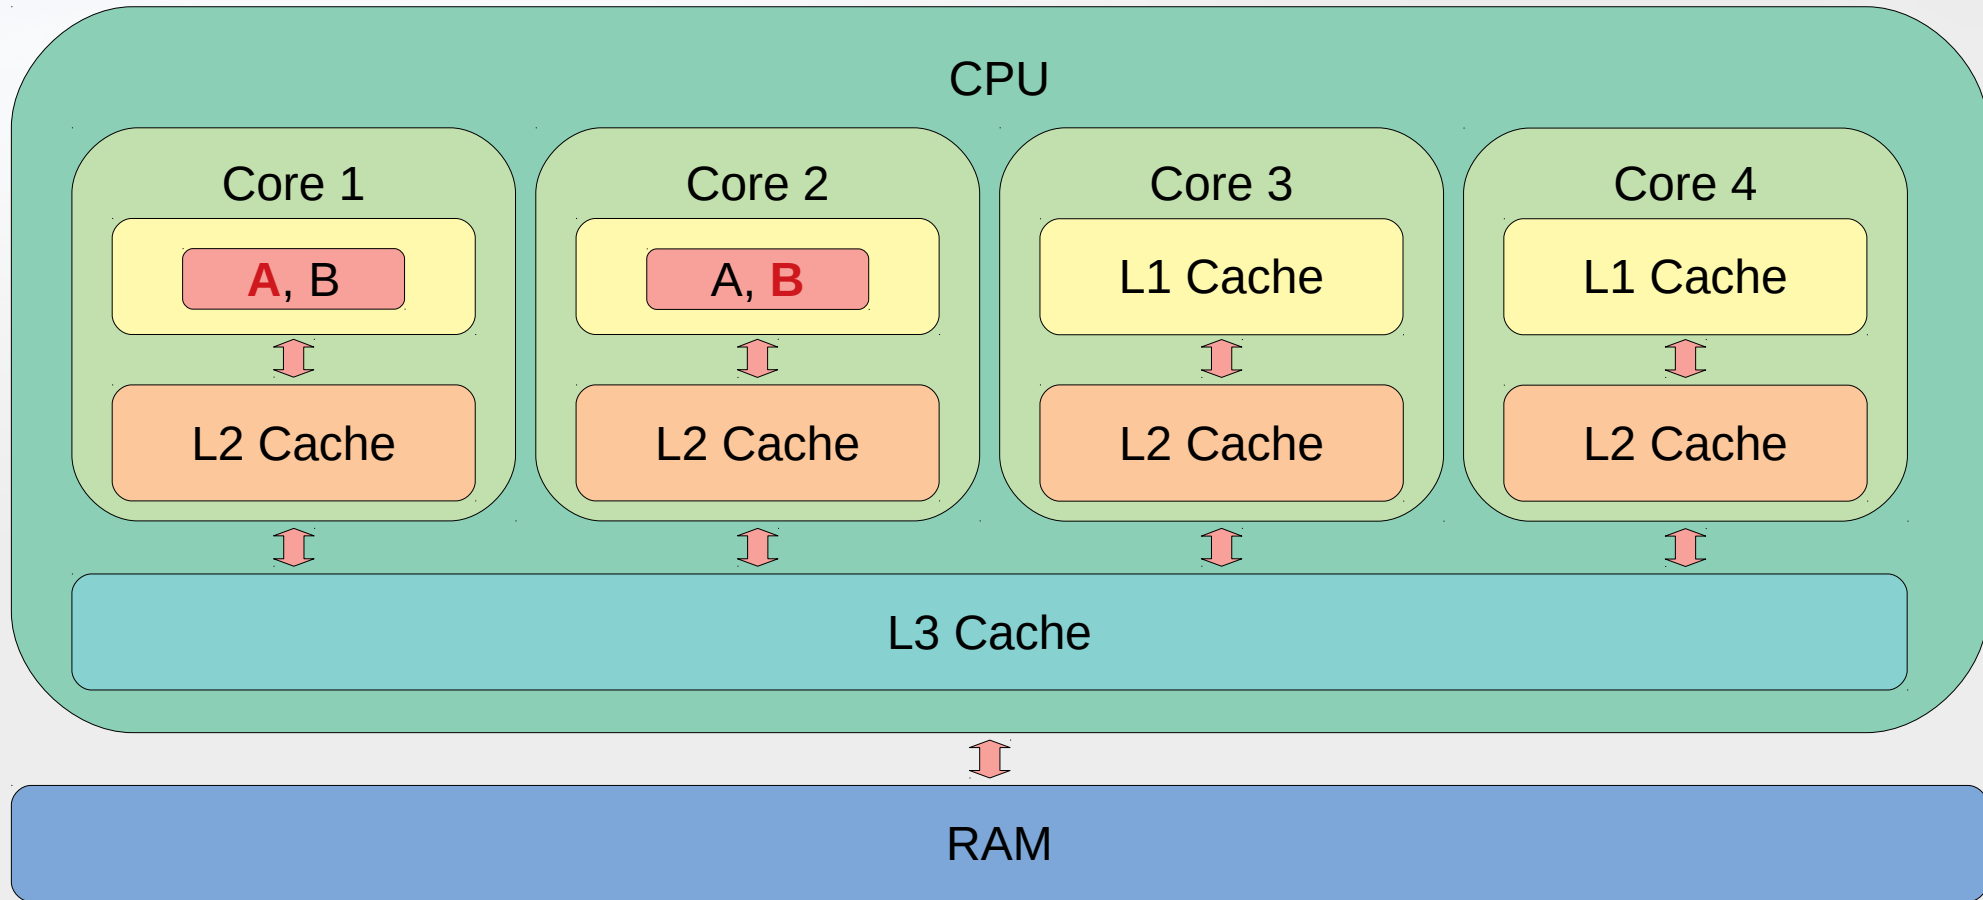 CPU
Core 1
Core 2
Core 3
Core 4
A, B
A, B
L1 Cache
L1 Cache
L2 Cache
L2 Cache
L2 Cache
L2 Cache
L3 Cache
RAM